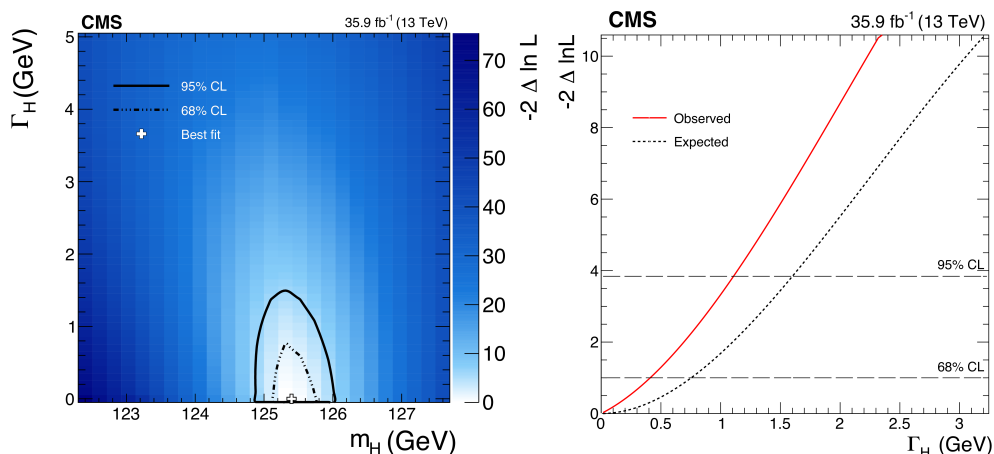 CMS
35.9 fb⁻¹ (13 TeV)
Γ_H (GeV)
5
4
3
2
1
0
95% CL
68% CL
Best fit
123
124
125
126
127
m_H (GeV)
70
60
50
40
30
20
10
0
-2 Δ ln L
CMS
35.9 fb⁻¹ (13 TeV)
-2 Δ lnL
10
8
6
4
2
0
Observed
Expected
95% CL
68% CL
0
0.5
1
1.5
2
2.5
3
Γ_H (GeV)